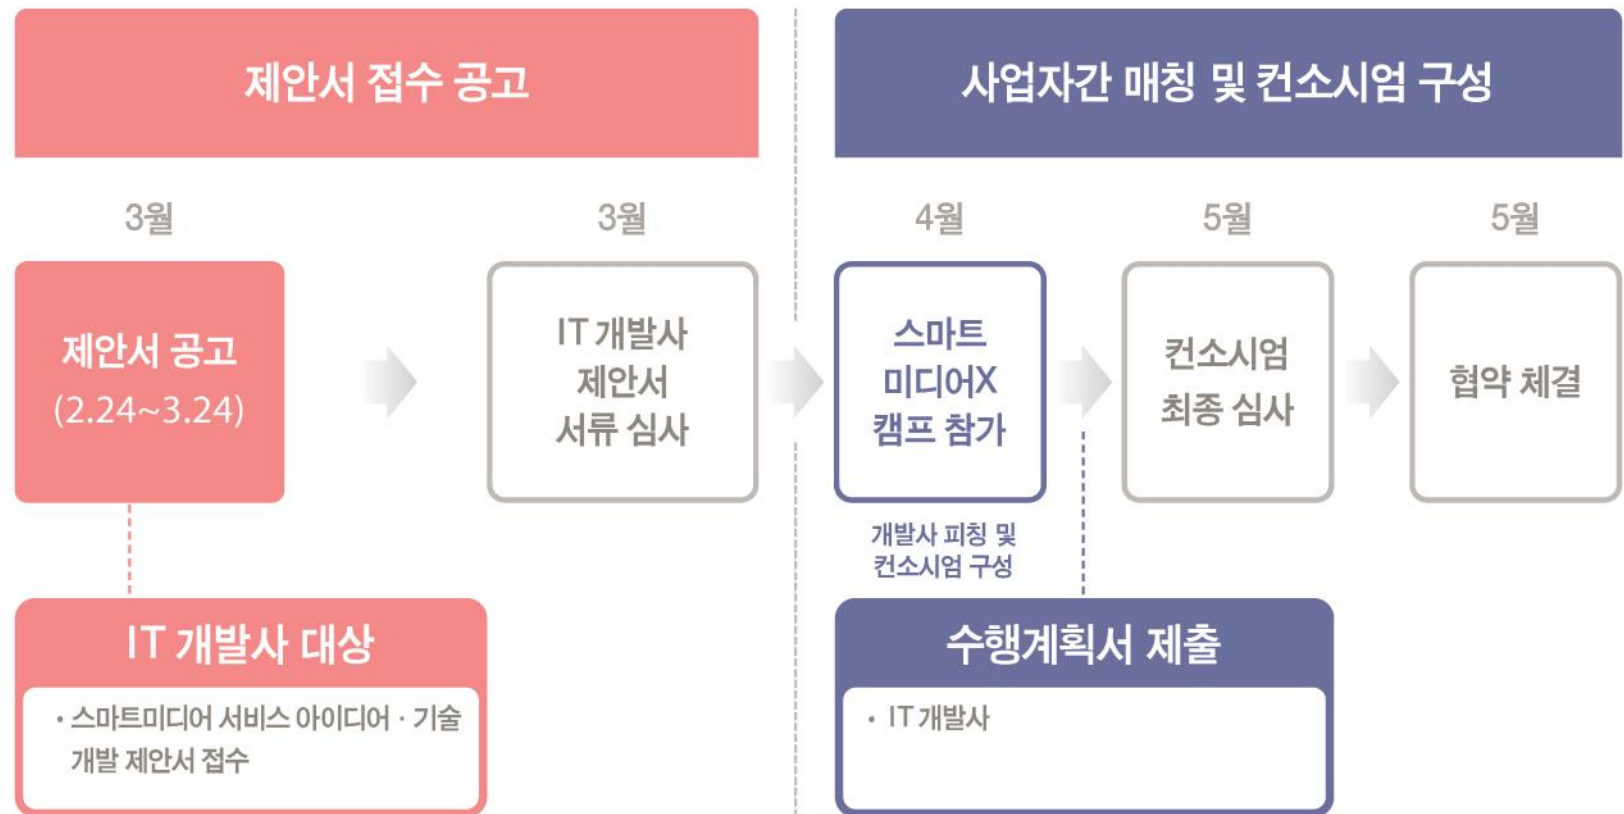 제안서 접수 공고
사업자간 매칭 및 컨소시엄 구성
3월
3월
4월
5월
5월
제안서 공고
(2.24~3.24)
IT 개발사
제안서
서류 심사
스마트
미디어X
캠프 참가
컨소시엄
최종 심사
협약 체결
개발사 피칭 및
컨소시엄 구성
IT 개발사 대상
· 스마트미디어 서비스 아이디어 · 기술
개발 제안서 접수
수행계획서 제출
· IT 개발사